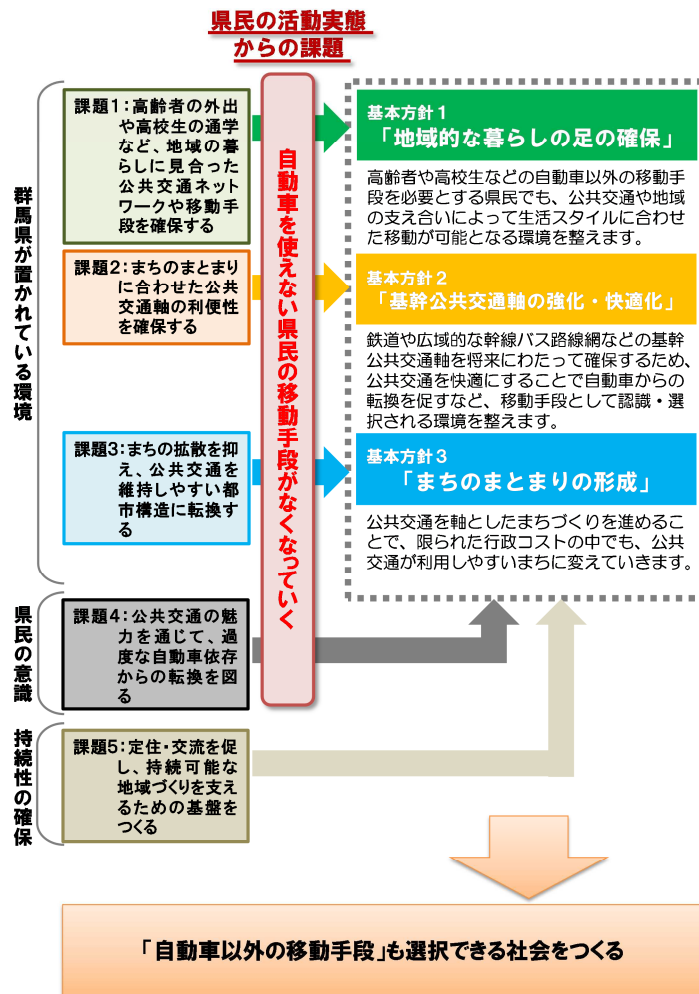 県民の活動実態
からの課題
群馬県が置かれている環境
課題1：高齢者の外出
や高校生の通学
など、地域の暮
らしに見合った
公共交通ネット
ワークや移動手
段を確保する
課題2：まちのまとまり
に合わせた公共
交通軸の利便性
を確保する
課題3：まちの拡散を抑
え、公共交通を
維持しやすい都
市構造に転換す
る
県民の意識
課題4：公共交通の魅
力を通じて、過
度な自動車依存
からの転換を図
る
持続性の確保
課題5：定住・交流を促
し、持続可能な
地域づくりを支え
るための基盤を
つくる
自動車を使えない県民の移動手段がなくなっていく
基本方針１
「地域的な暮らしの足の確保」
高齢者や高校生などの自動車以外の移動手
段を必要とする県民でも、公共交通や地域
の支え合いによって生活スタイルに合わせ
た移動が可能となる環境を整えます。
基本方針２
「基幹公共交通軸の強化・快適化」
鉄道や広域的な幹線バス路線網などの基幹
公共交通軸を将来にわたって確保するため、
公共交通を快適にすることで自動車からの
転換を促すなど、移動手段として認識・選
択される環境を整えます。
基本方針３
「まちのまとまりの形成」
公共交通を軸としたまちづくりを進めるこ
とで、限られた行政コストの中でも、公共
交通が利用しやすいまちに変えていきます。
「自動車以外の移動手段」も選択できる社会をつくる